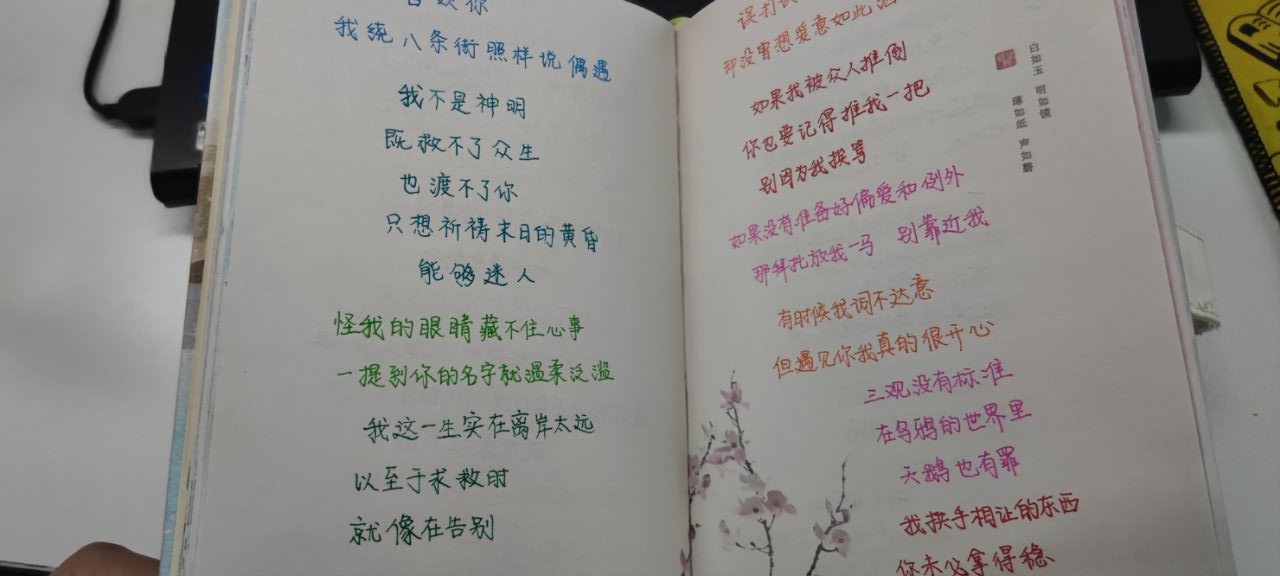 喜欢你
我绕八条街照样说偶遇
我不是神明
既救不了众生
也渡不了你
只想祈祷末日的黄昏
能够迷人
怪我的眼睛藏不住心事
一提到你的名字就温柔泛滥
我这一生实在离岸太远
以至于求救时
就像在告别
误打
却没曾想爱意如此
如果我被众人推倒
你也要记得推我一把
别因为我挨骂
如果没有准备好偏爱和例外
那拜托放我一马 别靠近我
有时候我词不达意
但遇见你我真的很开心
三观没有标准
在乌鸦的世界里
天鹅也有罪
我拱手相让的东西
你未必拿得稳
白如玉 明如镜
薄如纸 声如磬